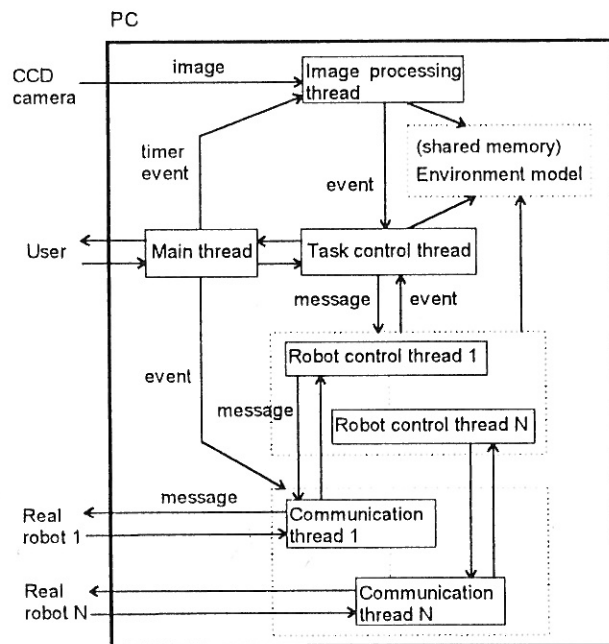 PC
CCD
camera
image
Image processing
thread
(shared memory)
Environment model
timer
event
event
User
Main thread
Task control thread
message
event
Robot control thread 1
event
message
Robot control thread N
message
Real
robot 1
Communication
thread 1
Real
robot N
Communication
thread N